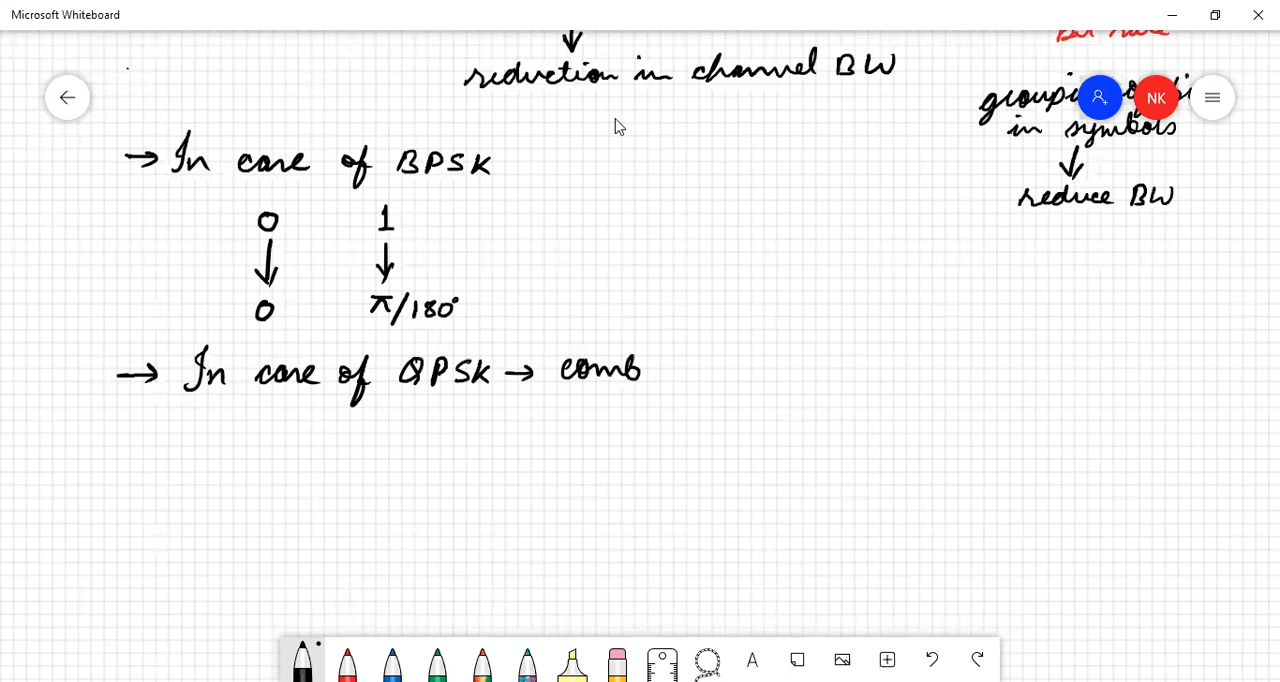 Microsoft Whiteboard
reduction in channel BW
in symbols
reduce BW
NK
→ In case of BPSK
0 1
0 π/180°
→ In case of QPSK → comb
A